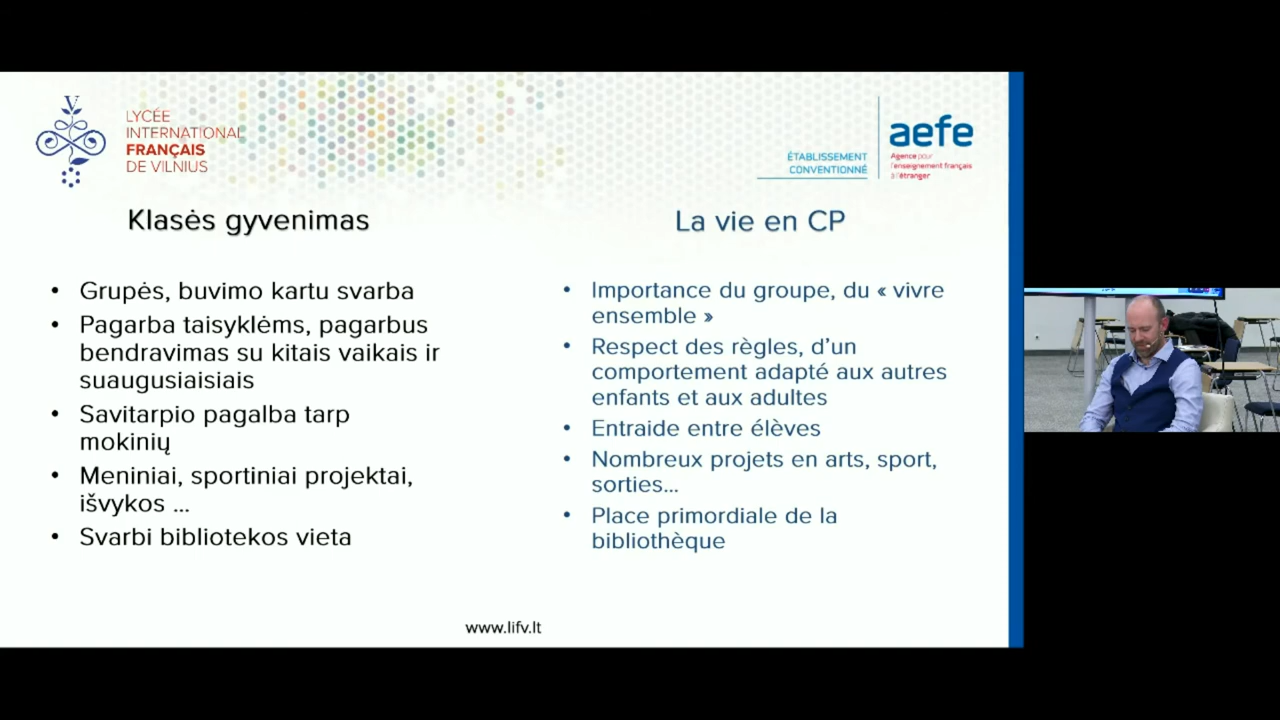 LYCÉE
INTERNATIONAL
FRANÇAIS
DE VILNIUS
ÉTABLISSEMENT
CONVENTIONNÉ
aefe
Agence pour
l'enseignement français
à l'étranger
Klasės gyvenimas
• Grupės, buvimo kartu svarba
• Pagarba taisyklėms, pagarbus
bendravimas su kitais vaikais ir
suaugusiaisiais
• Savitarpio pagalba tarp
mokinių
• Meniniai, sportiniai projektai,
išvykos ...
• Svarbi bibliotekos vieta
La vie en CP
• Importance du groupe, du « vivre
ensemble »
• Respect des règles, d’un
comportement adapté aux autres
enfants et aux adultes
• Entraide entre élèves
• Nombreux projets en arts, sport,
sorties...
• Place primordiale de la
bibliothèque
www.lifv.lt